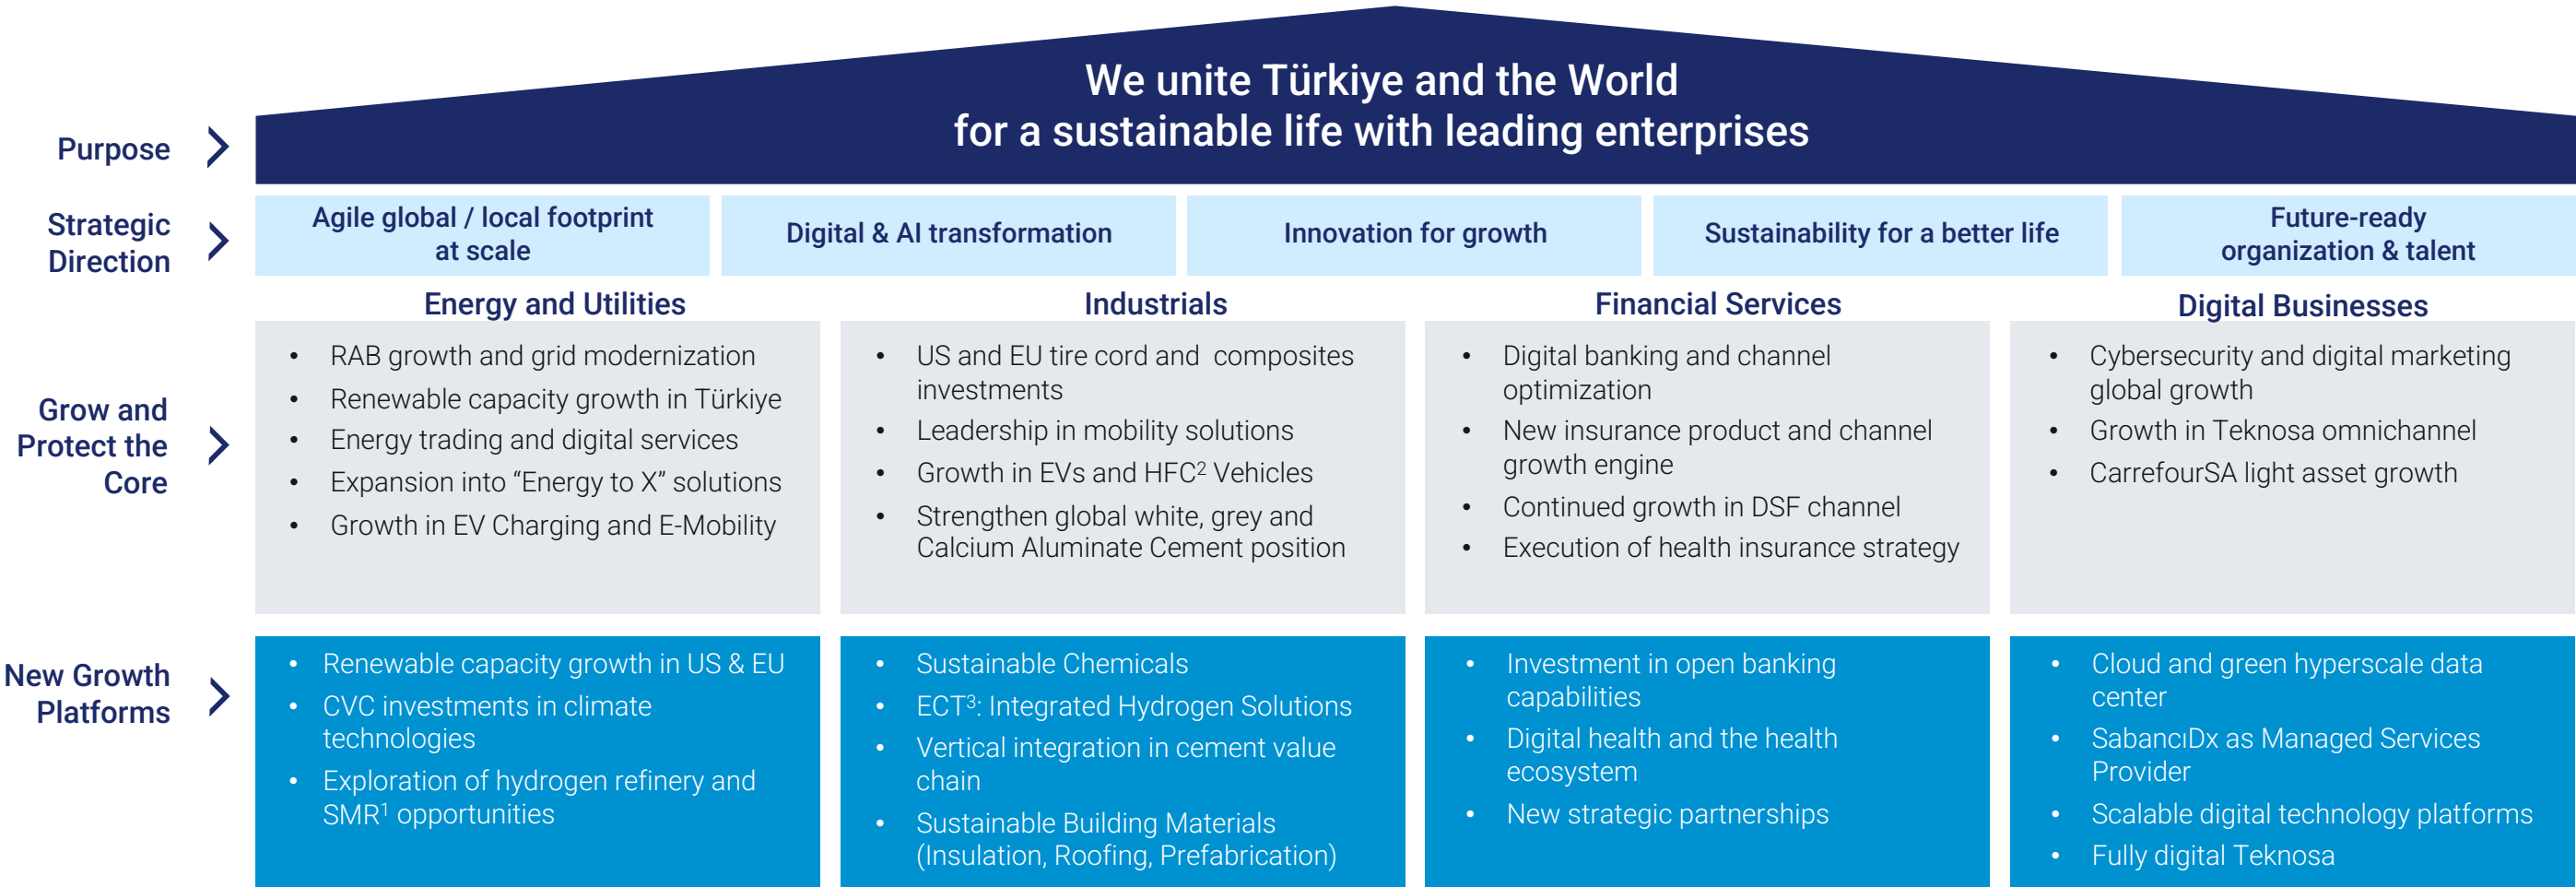 We unite Türkiye and the World
for a sustainable life with leading enterprises
Purpose
Strategic
Direction
Agile global / local footprint
at scale
Digital & AI transformation
Innovation for growth
Sustainability for a better life
Future-ready
organization & talent
Energy and Utilities
Industrials
Financial Services
Digital Businesses
Grow and
Protect the
Core
• RAB growth and grid modernization
• Renewable capacity growth in Türkiye
• Energy trading and digital services
• Expansion into “Energy to X” solutions
• Growth in EV Charging and E-Mobility
• US and EU tire cord and composites
investments
• Leadership in mobility solutions
• Growth in EVs and HFC² Vehicles
• Strengthen global white, grey and
Calcium Aluminate Cement position
• Digital banking and channel
optimization
• New insurance product and channel
growth engine
• Continued growth in DSF channel
• Execution of health insurance strategy
• Cybersecurity and digital marketing
global growth
• Growth in Teknosa omnichannel
• CarrefourSA light asset growth
New Growth
Platforms
• Renewable capacity growth in US & EU
• CVC investments in climate
technologies
• Exploration of hydrogen refinery and
SMR¹ opportunities
• Sustainable Chemicals
• ECT³: Integrated Hydrogen Solutions
• Vertical integration in cement value
chain
• Sustainable Building Materials
(Insulation, Roofing, Prefabrication)
• Investment in open banking
capabilities
• Digital health and the health
ecosystem
• New strategic partnerships
• Cloud and green hyperscale data
center
• SabancıDx as Managed Services
Provider
• Scalable digital technology platforms
• Fully digital Teknosa